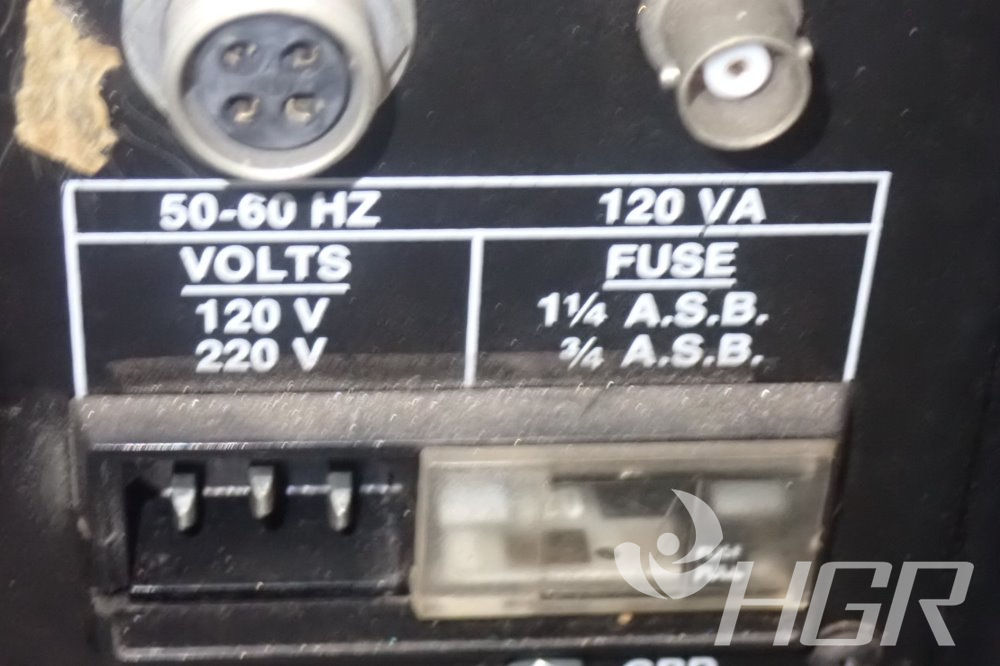 50-60 HZ 120 VA
VOLTS FUSE
120 V 1¼ A.S.B.
220 V ¾ A.S.B.
HGR